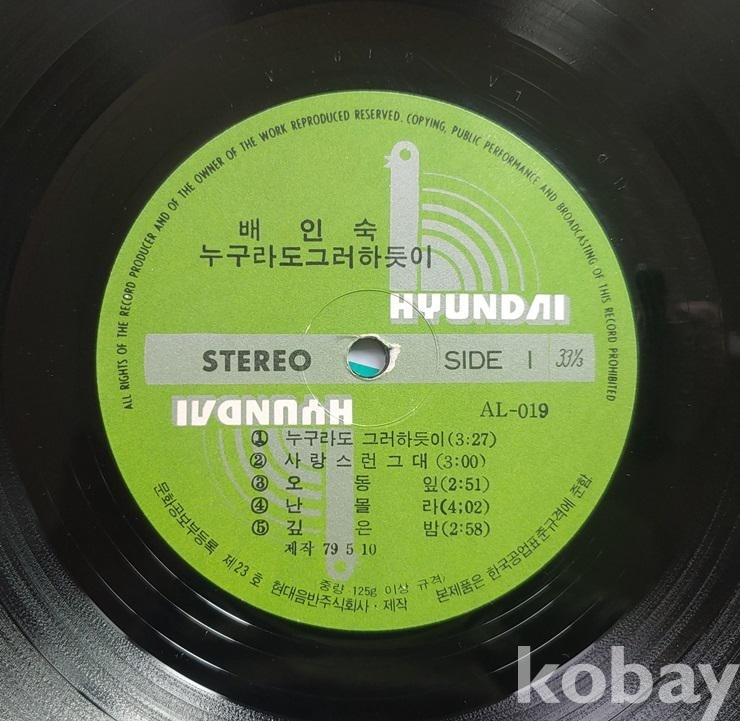 ALL RIGHTS OF THE RECORD PRODUCER AND OF THE OWNER OF THE WORK REPRODUCED RESERVED. COPYING, PUBLIC PERFORMANCE AND BROADCASTING OF THIS RECORD PROHIBITED
배 인 숙
누구라도그러하듯이
HYUNDAI
STEREO
SIDE 1 33⅓
HYUNDAI
AL-019
① 누구라도 그러하듯이(3:27)
② 사랑스런그대 (3:00)
③ 오 동 잎(2:51)
④ 난 몰 라(4;02)
⑤ 깊 은 밤(2:58)
제작 79 5 10
중량 125g 이상 규격)
문화공보부등록 제23호 현대음반주식회사·제작 본제품은 한국공업표준규격에 준함
kobay